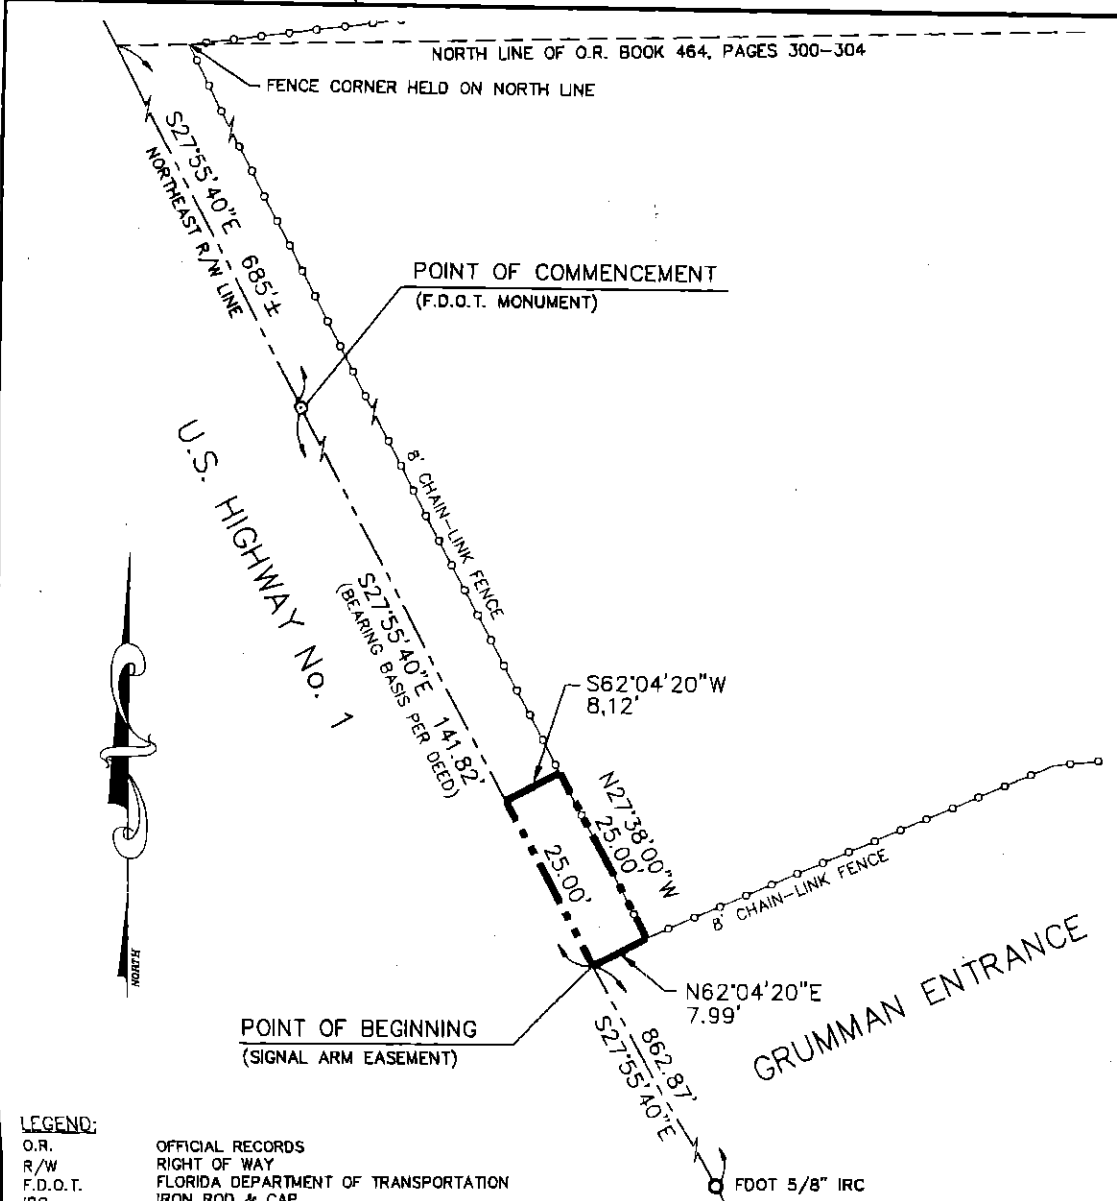 NORTH LINE OF O.R. BOOK 464, PAGES 300-304
FENCE CORNER HELD ON NORTH LINE
S27°55'40"E 685'±
NORTHEAST R/W LINE
POINT OF COMMENCEMENT
(F.D.O.T. MONUMENT)
U.S. HIGHWAY No. 1
8' CHAIN-LINK FENCE
S27°55'40"E 141.82'
(BEARING BASIS PER DEED)
S62°04'20"W
8.12'
N27°38'00"W
25.00'
25.00'
8' CHAIN-LINK FENCE
NORTH
N62°04'20"E
7.99'
GRUMMAN ENTRANCE
POINT OF BEGINNING
(SIGNAL ARM EASEMENT)
862.87'
S27°55'40"E
LEGEND:
O.R. OFFICIAL RECORDS
R/W RIGHT OF WAY
F.D.O.T. FLORIDA DEPARTMENT OF TRANSPORTATION
IRC IRON ROD & CAP
FDOT 5/8" IRC